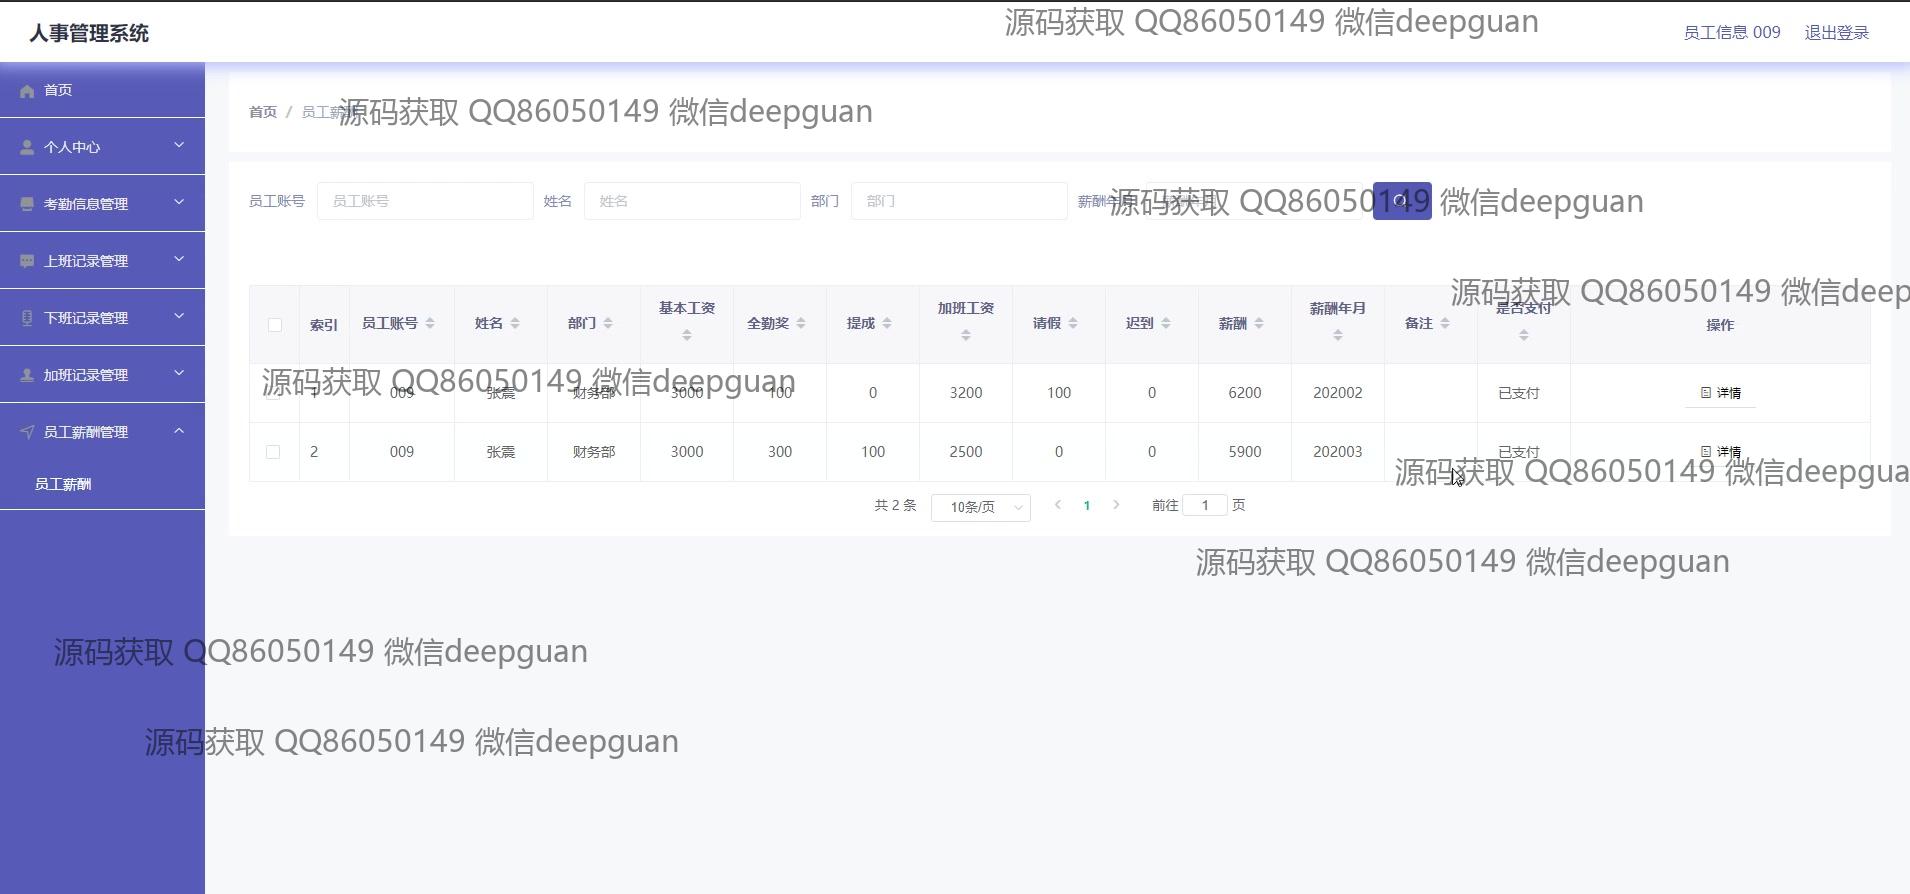 源码获取 QQ86050149 微信deepguan
人事管理系统
员工信息 009 退出登录
首页
个人中心
考勤信息管理
上班记录管理
下班记录管理
加班记录管理
员工薪酬管理
员工薪酬
首页 / 员工薪酬
源码获取 QQ86050149 微信deepguan
员工账号 员工账号 姓名 姓名 部门 部门 薪酬年月
源码获取 QQ86050149 微信deepguan
源码获取 QQ86050149 微信deep
索引 员工账号 姓名 部门 基本工资 全勤奖 提成 加班工资 请假 迟到 薪酬 薪酬年月 备注 是否支付 操作
源码获取 QQ86050149 微信deepguan
1 009 张震 财务部 3000 100 0 3200 100 0 6200 202002 已支付 详情
2 009 张震 财务部 3000 300 100 2500 0 0 5900 202003 已支付 详情
源码获取 QQ86050149 微信deepgua
共 2 条 10条/页 1 前往 1 页
源码获取 QQ86050149 微信deepguan
源码获取 QQ86050149 微信deepguan
源码获取 QQ86050149 微信deepguan